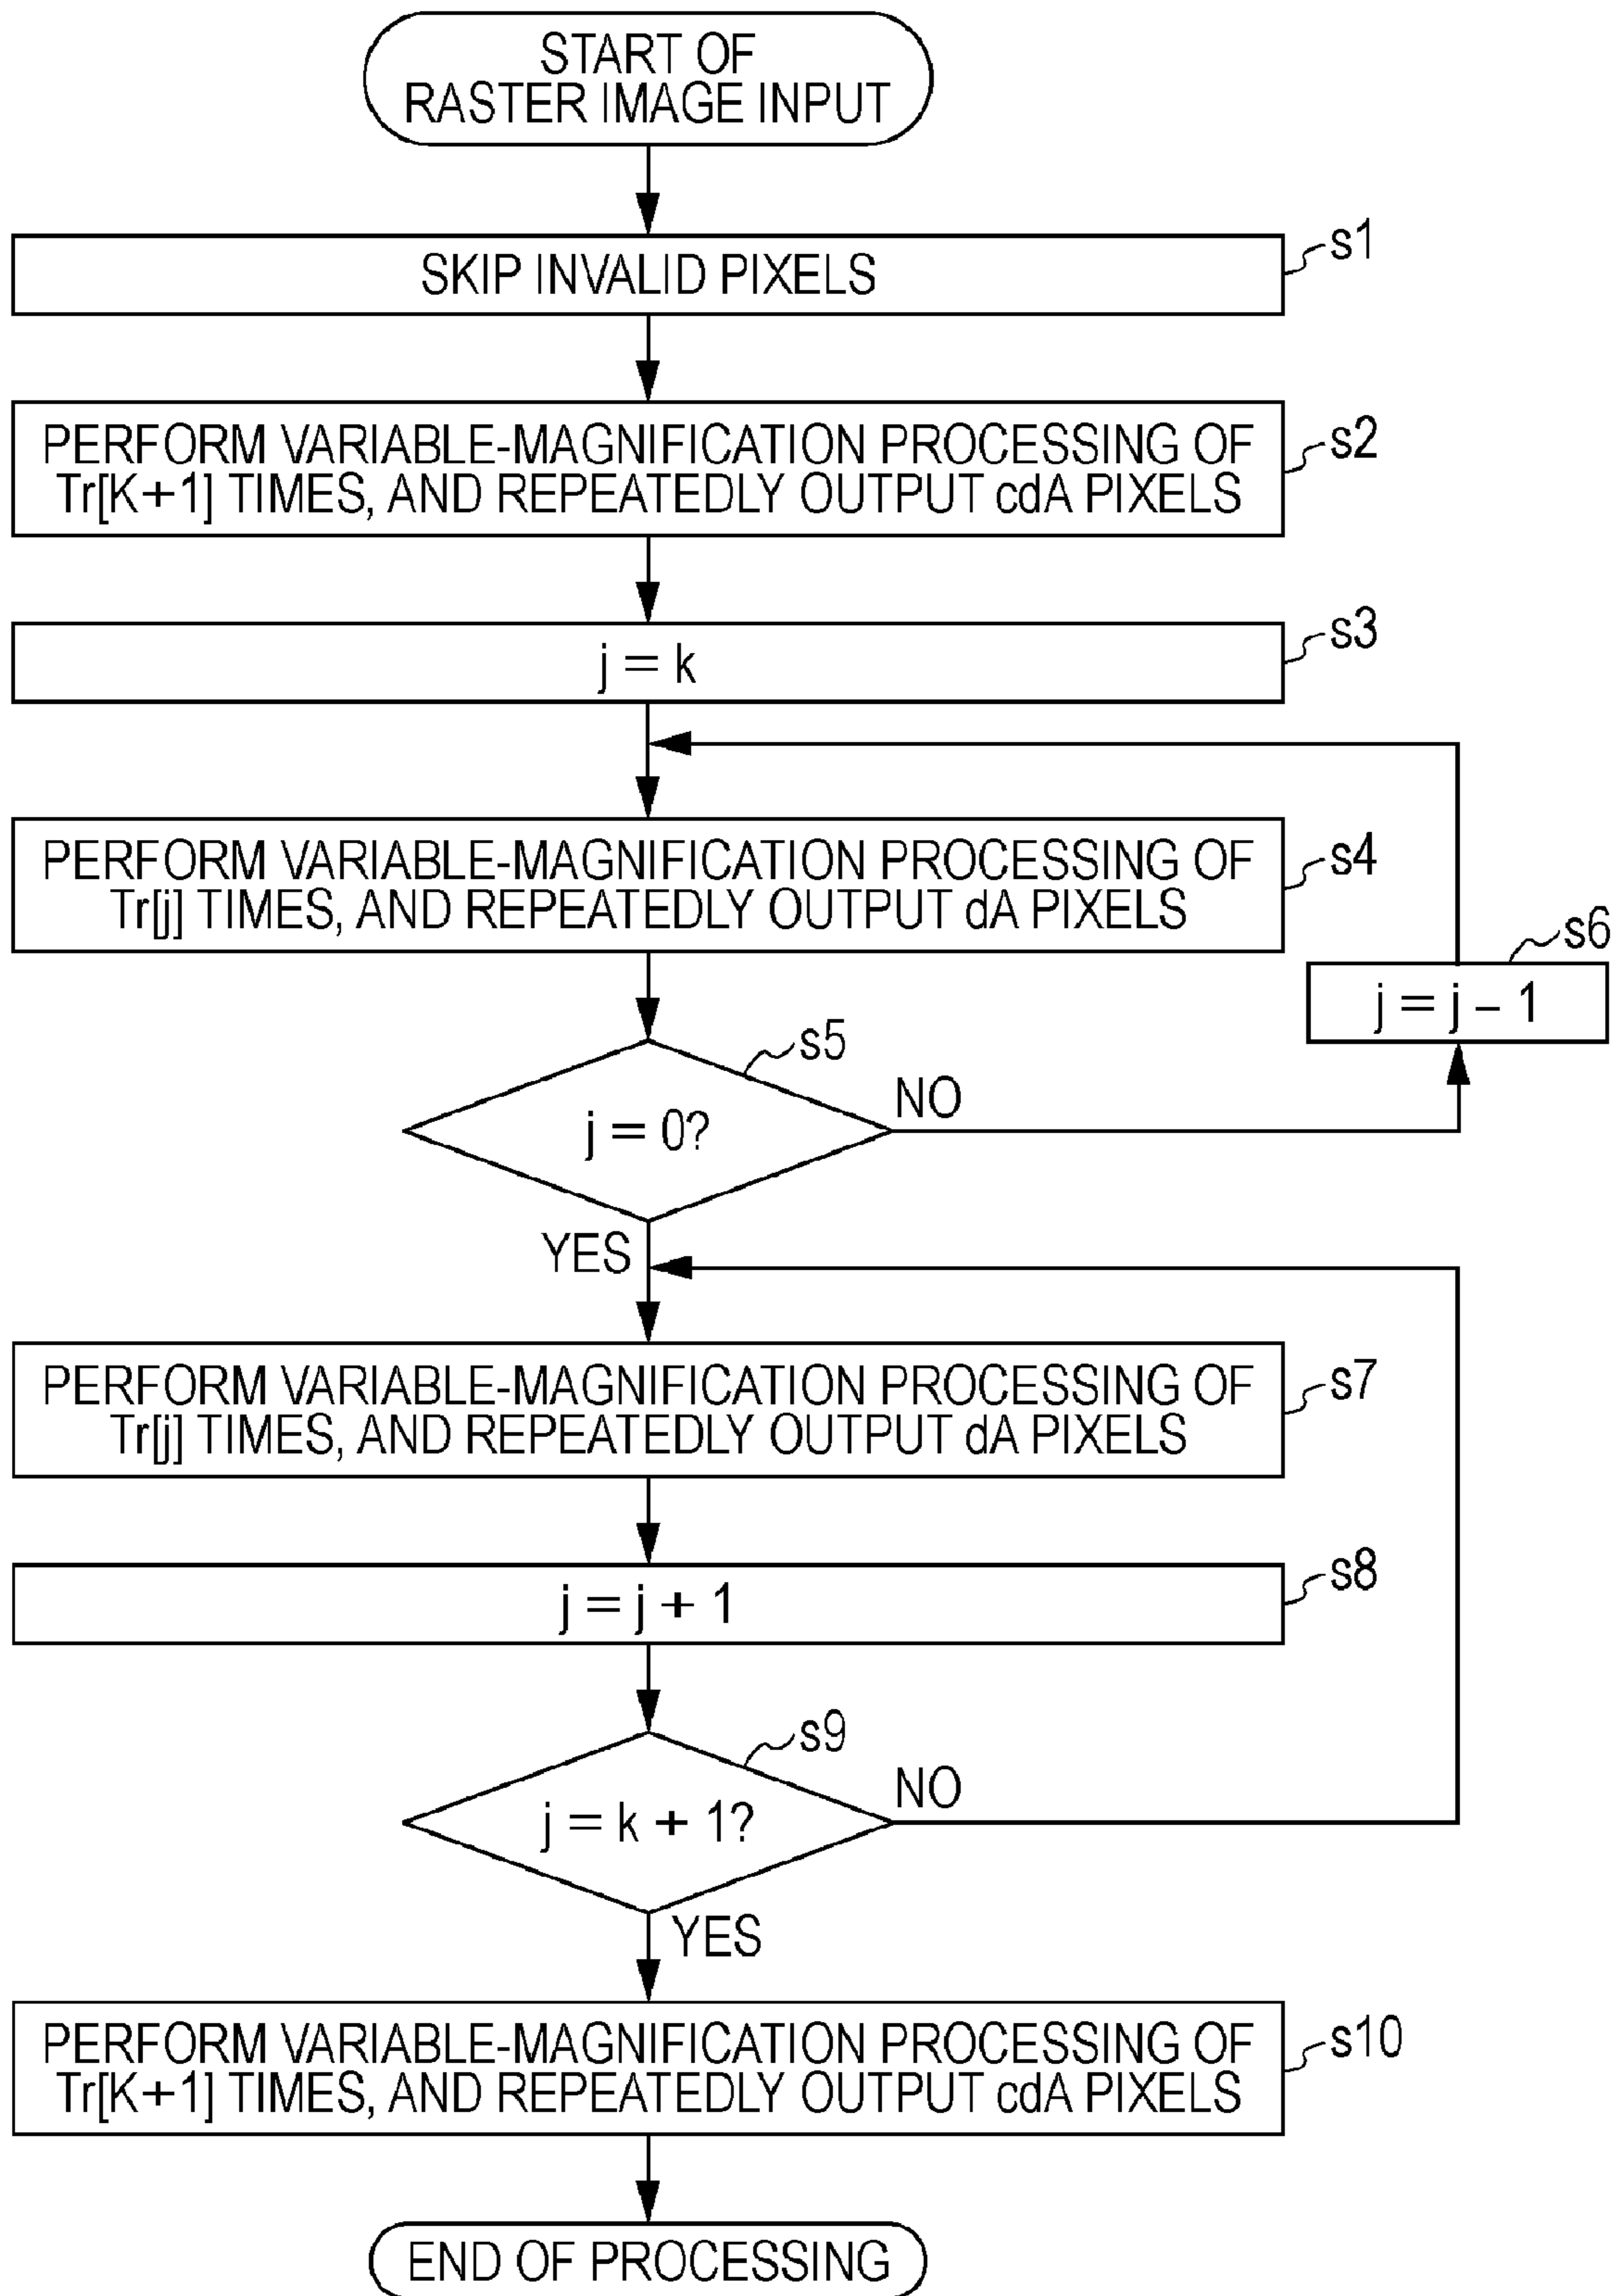 START OF
RASTER IMAGE INPUT
SKIP INVALID PIXELS
s1
PERFORM VARIABLE-MAGNIFICATION PROCESSING OF
Tr[K+1] TIMES, AND REPEATEDLY OUTPUT cdA PIXELS
s2
j = k
s3
PERFORM VARIABLE-MAGNIFICATION PROCESSING OF
Tr[j] TIMES, AND REPEATEDLY OUTPUT dA PIXELS
s4
s6
j = j – 1
s5
j = 0?
NO
YES
PERFORM VARIABLE-MAGNIFICATION PROCESSING OF
Tr[j] TIMES, AND REPEATEDLY OUTPUT dA PIXELS
s7
j = j + 1
s8
s9
j = k + 1?
NO
YES
PERFORM VARIABLE-MAGNIFICATION PROCESSING OF
Tr[K+1] TIMES, AND REPEATEDLY OUTPUT cdA PIXELS
s10
END OF PROCESSING